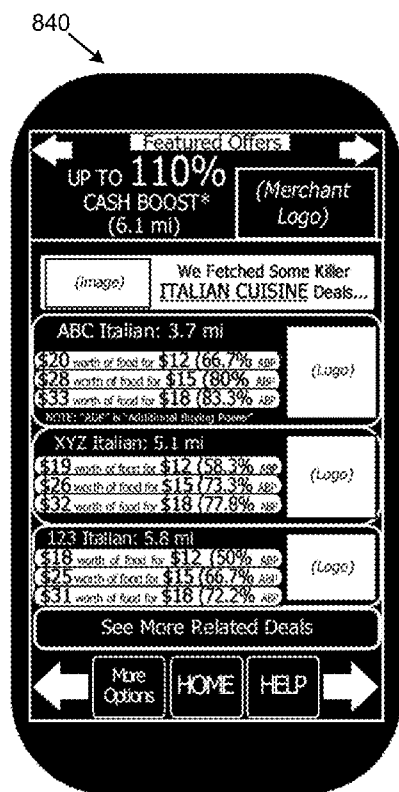 840
Featured Offers
UP TO 110%
CASH BOOST*
(6.1 mi)
(Merchant
Logo)
(image)
We Fetched Some Killer
ITALIAN CUISINE Deals...
ABC Italian: 3.7 mi
$20 worth of food for $12 (66.7% ABP
$28 worth of food for $15 (80% ABP
$33 worth of food for $18 (83.3% ABP
NOTE: "ABP" is "Additional Buying Power"
(Logo)
XYZ Italian: 5.1 mi
$19 worth of food for $12 (58.3% ABP
$26 worth of food for $15 (73.3% ABP
$32 worth of food for $18 (77.8% ABP
(Logo)
123 Italian: 5.8 mi
$18 worth of food for $12 (50% ABP
$25 worth of food for $15 (66.7% ABP
$31 worth of food for $18 (72.2% ABP
(Logo)
See More Related Deals
More
Options
HOME
HELP